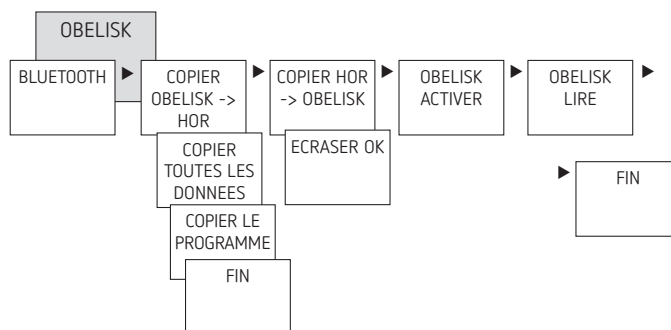 OBELISK
BLUETOOTH
COPIER
OBELISK ->
HOR
COPIER
TOUTES LES
DONNEES
COPIER LE
PROGRAMME
FIN
COPIER HOR
-> OBELISK
ECRASER OK
OBELISK
ACTIVER
OBELISK
LIRE
FIN